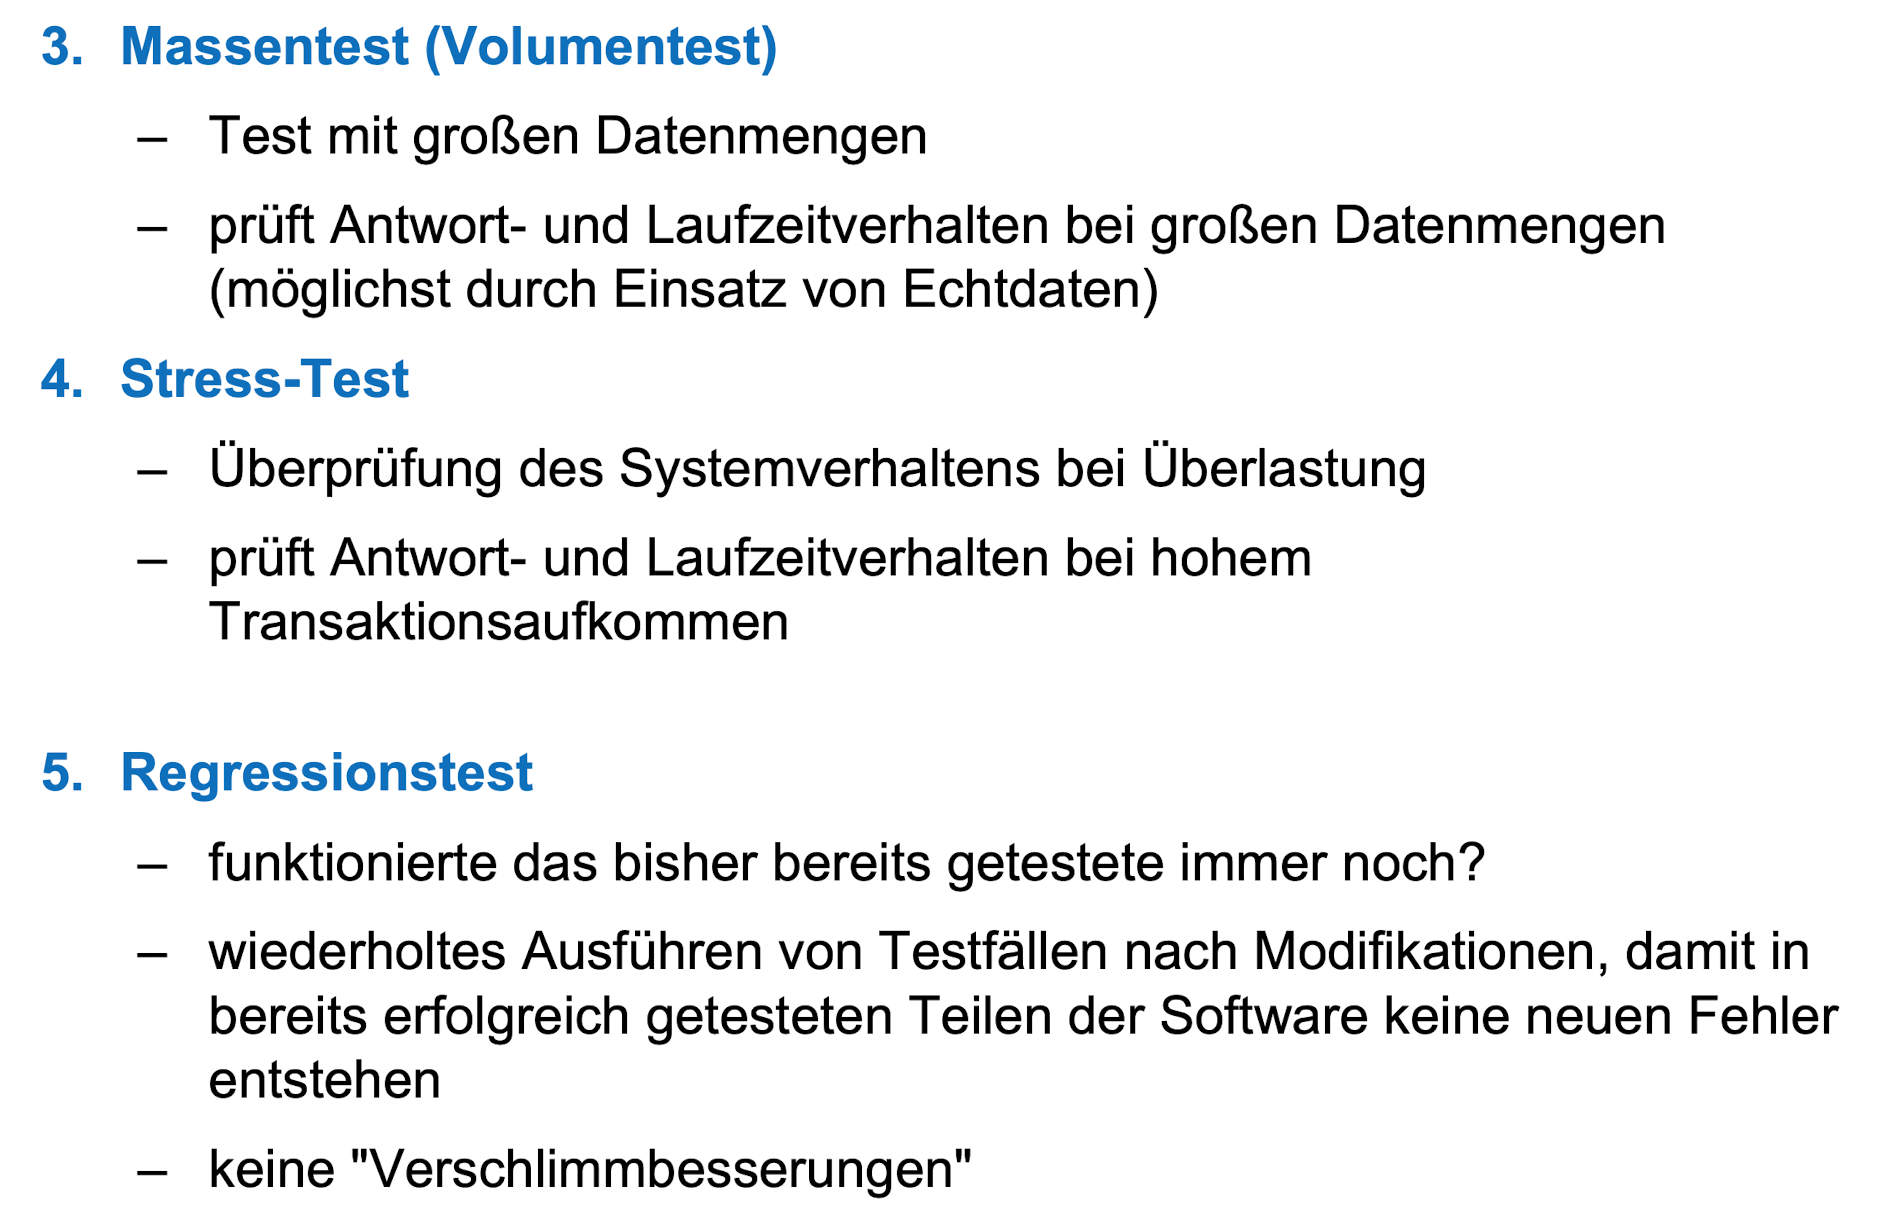 3. Massentest (Volumentest)
– Test mit großen Datenmengen
– prüft Antwort- und Laufzeitverhalten bei großen Datenmengen
(möglichst durch Einsatz von Echtdaten)
4. Stress-Test
– Überprüfung des Systemverhaltens bei Überlastung
– prüft Antwort- und Laufzeitverhalten bei hohem
Transaktionsaufkommen
5. Regressionstest
– funktionierte das bisher bereits getestete immer noch?
– wiederholtes Ausführen von Testfällen nach Modifikationen, damit in
bereits erfolgreich getesteten Teilen der Software keine neuen Fehler
entstehen
– keine "Verschlimmbesserungen"